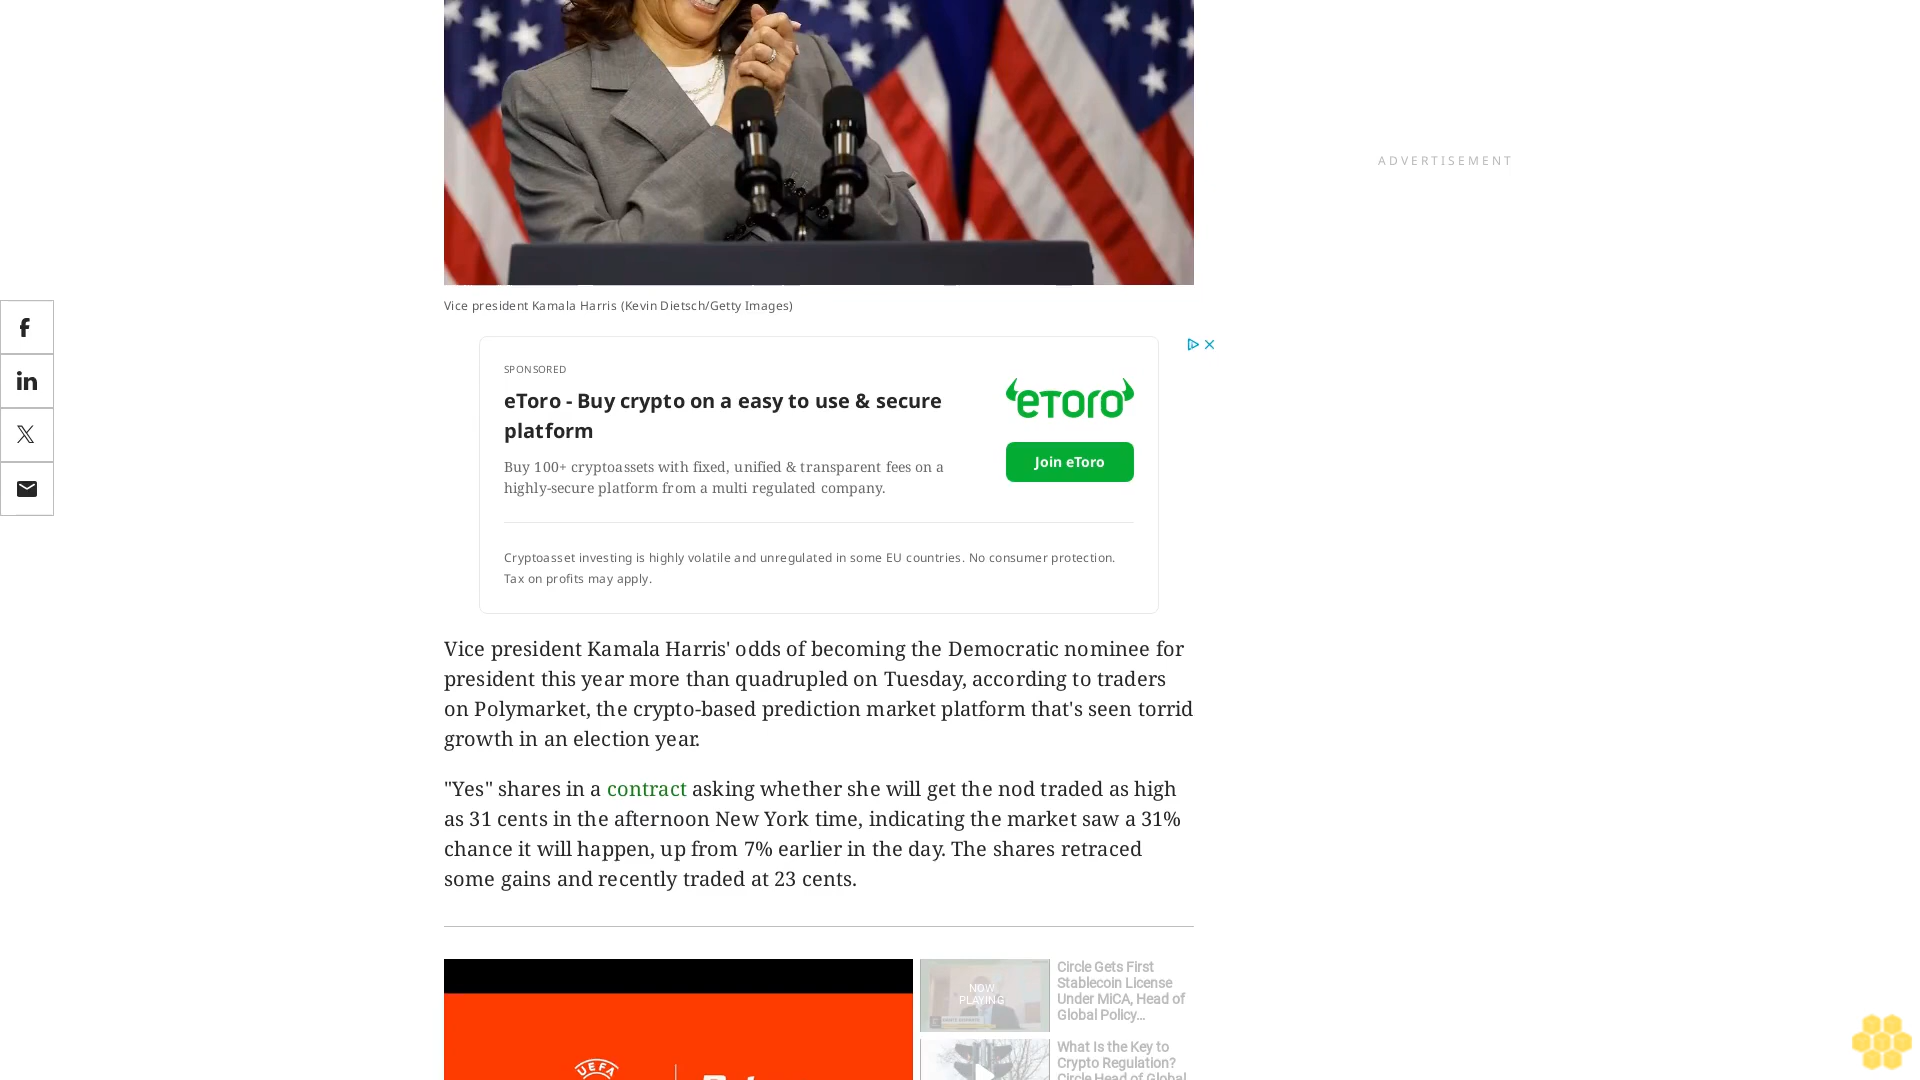 ADVERTISEMENT
Vice president Kamala Harris (Kevin Dietsch/Getty Images)
SPONSORED
eToro - Buy crypto on a easy to use & secure
platform
Buy 100+ cryptoassets with fixed, unified & transparent fees on a
highly-secure platform from a multi regulated company.
eToro
Join eToro
Cryptoasset investing is highly volatile and unregulated in some EU countries. No consumer protection.
Tax on profits may apply.
Vice president Kamala Harris' odds of becoming the Democratic nominee for
president this year more than quadrupled on Tuesday, according to traders
on Polymarket, the crypto-based prediction market platform that's seen torrid
growth in an election year.
"Yes" shares in a contract asking whether she will get the nod traded as high
as 31 cents in the afternoon New York time, indicating the market saw a 31%
chance it will happen, up from 7% earlier in the day. The shares retraced
some gains and recently traded at 23 cents.
UEFA
NOW
PLAYING
Circle Gets First
Stablecoin License
Under MiCA, Head of
Global Policy...
What Is the Key to
Crypto Regulation?
Circle Head of Global